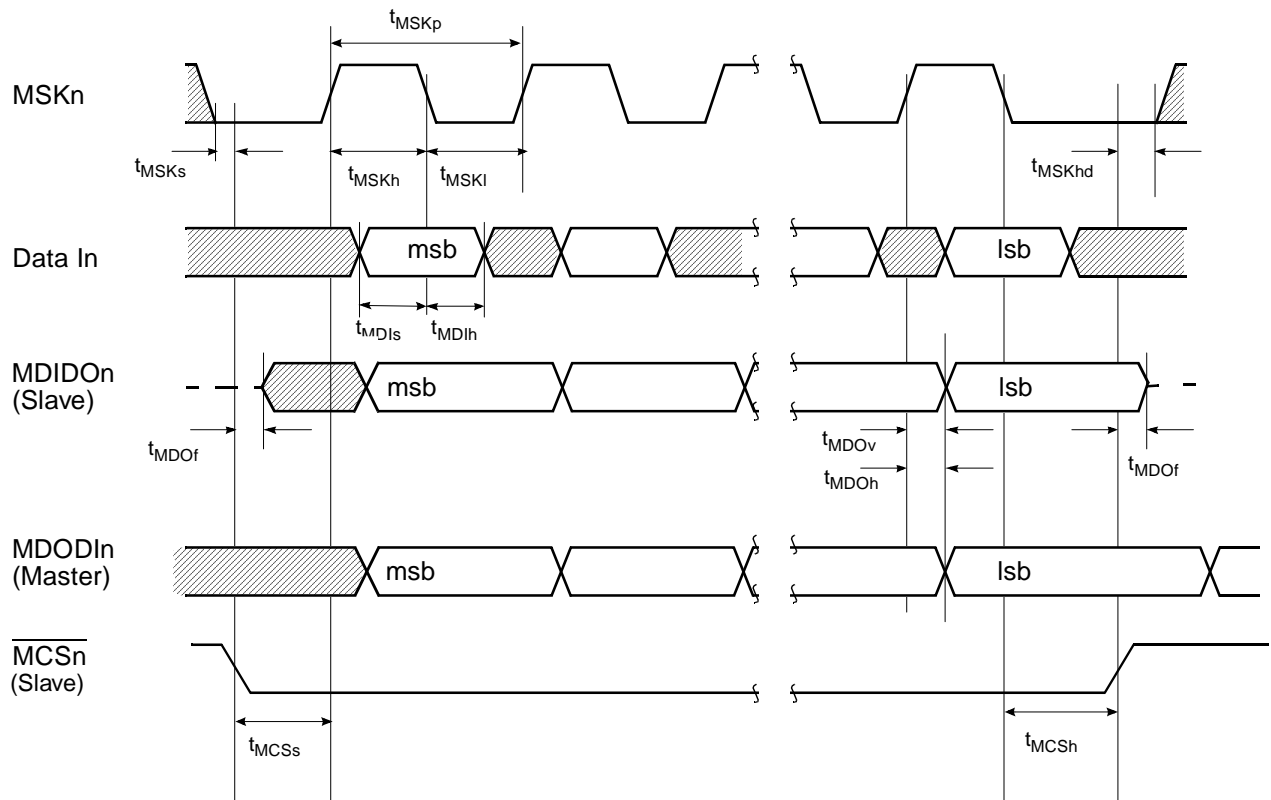 tMSKp
MSKn
tMSKs
tMSKh
tMSKl
tMSKhd
Data In
msb
lsb
tMDIs
tMDIh
MDIDOn
(Slave)
msb
lsb
tMDOf
tMDOv
tMDOh
tMDOf
MDODIn
(Master)
msb
lsb
MCSn
(Slave)
tMCSs
tMCSh